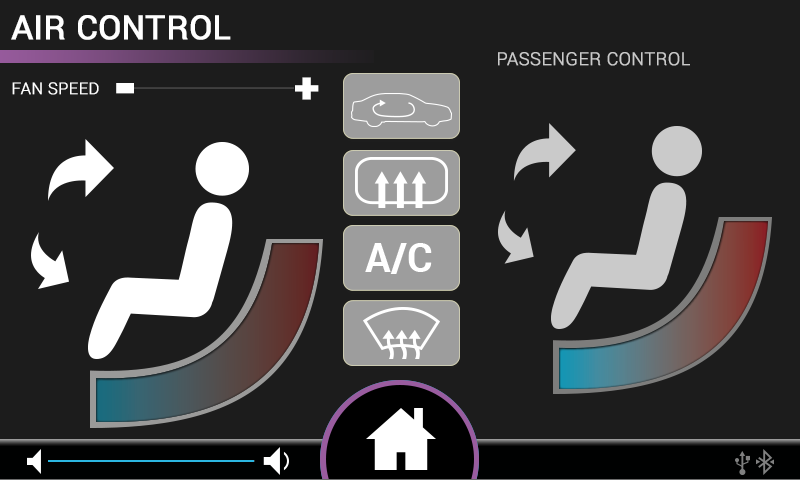 AIR CONTROL
PASSENGER CONTROL
FAN SPEED
A/C